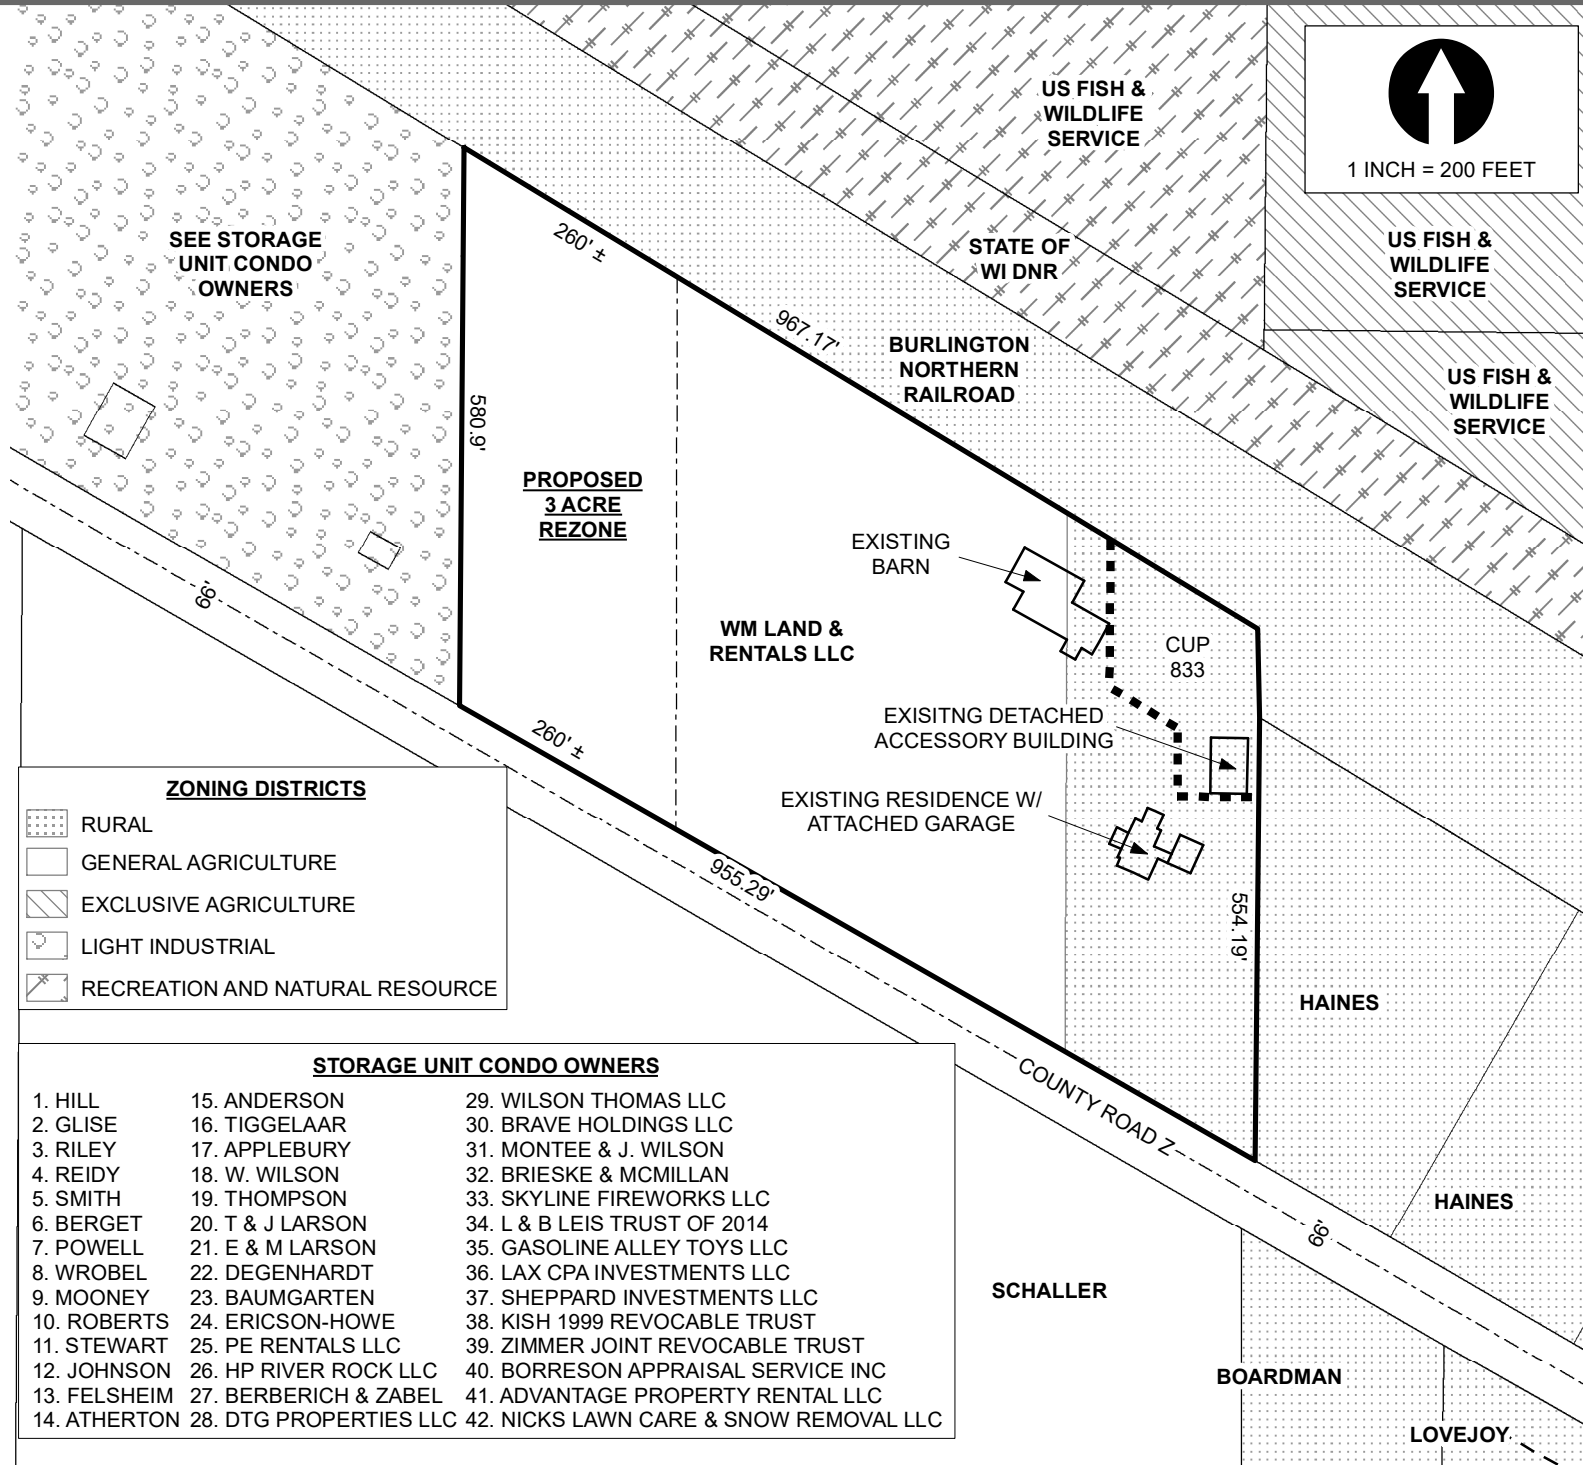 US FISH &
WILDLIFE
SERVICE
1 INCH = 200 FEET
SEE STORAGE
UNIT CONDO
OWNERS
260' ±
STATE OF
WI DNR
US FISH &
WILDLIFE
SERVICE
967.17'
BURLINGTON
NORTHERN
RAILROAD
US FISH &
WILDLIFE
SERVICE
580.9'
PROPOSED
3 ACRE
REZONE
EXISTING
BARN
66'
WM LAND &
RENTALS LLC
CUP
833
EXISITNG DETACHED
ACCESSORY BUILDING
260' ±
EXISTING RESIDENCE W/
ATTACHED GARAGE
955.29'
554.19'
ZONING DISTRICTS
RURAL
GENERAL AGRICULTURE
EXCLUSIVE AGRICULTURE
LIGHT INDUSTRIAL
RECREATION AND NATURAL RESOURCE
HAINES
COUNTY ROAD Z
HAINES
66'
SCHALLER
BOARDMAN
LOVEJOY
STORAGE UNIT CONDO OWNERS
1. HILL
2. GLISE
3. RILEY
4. REIDY
5. SMITH
6. BERGET
7. POWELL
8. WROBEL
9. MOONEY
10. ROBERTS
11. STEWART
12. JOHNSON
13. FELSHEIM
14. ATHERTON
15. ANDERSON
16. TIGGELAAR
17. APPLEBURY
18. W. WILSON
19. THOMPSON
20. T & J LARSON
21. E & M LARSON
22. DEGENHARDT
23. BAUMGARTEN
24. ERICSON-HOWE
25. PE RENTALS LLC
26. HP RIVER ROCK LLC
27. BERBERICH & ZABEL
28. DTG PROPERTIES LLC
29. WILSON THOMAS LLC
30. BRAVE HOLDINGS LLC
31. MONTEE & J. WILSON
32. BRIESKE & MCMILLAN
33. SKYLINE FIREWORKS LLC
34. L & B LEIS TRUST OF 2014
35. GASOLINE ALLEY TOYS LLC
36. LAX CPA INVESTMENTS LLC
37. SHEPPARD INVESTMENTS LLC
38. KISH 1999 REVOCABLE TRUST
39. ZIMMER JOINT REVOCABLE TRUST
40. BORRESON APPRAISAL SERVICE INC
41. ADVANTAGE PROPERTY RENTAL LLC
42. NICKS LAWN CARE & SNOW REMOVAL LLC